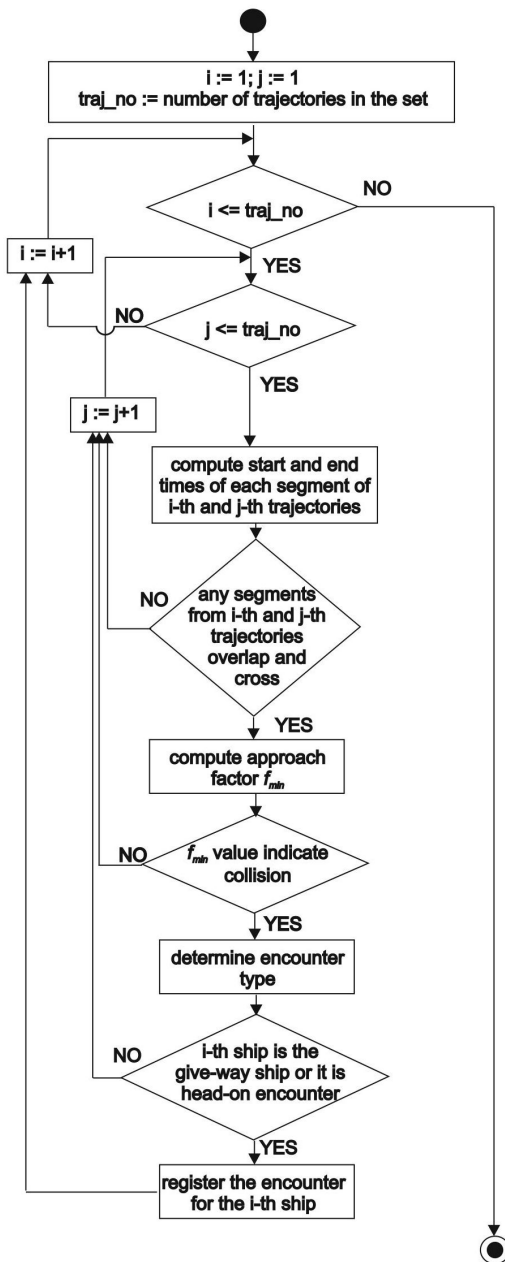 i := 1; j := 1
traj_no := number of trajectories in the set
NO
i <= traj_no
i := i+1
YES
NO
j <= traj_no
YES
j := j+1
compute start and end
times of each segment of
i-th and j-th trajectories
NO
any segments
from i-th and j-th
trajectories
overlap and
cross
YES
compute approach
factor fmin
NO
fmin value indicate
collision
YES
determine encounter
type
NO
i-th ship is the
give-way ship or it is
head-on encounter
YES
register the encounter
for the i-th ship